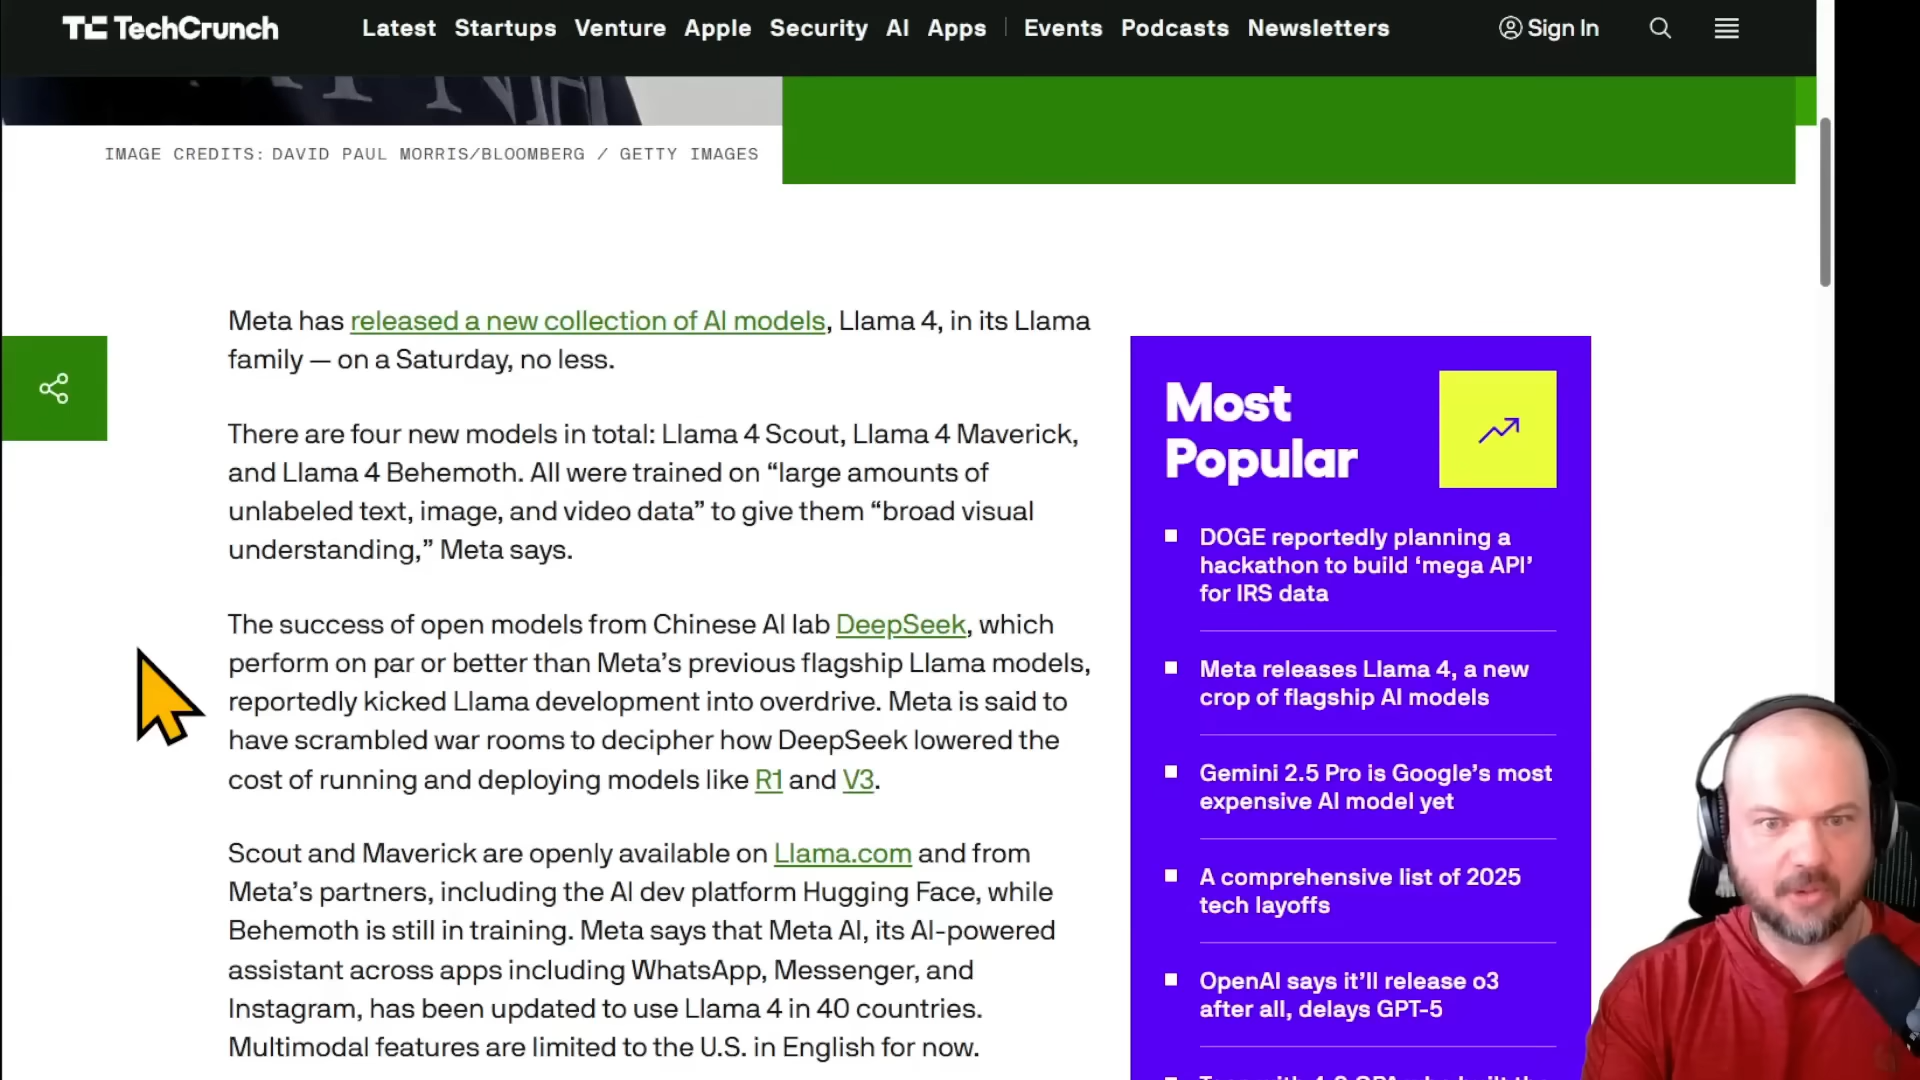 TechCrunch
Latest Startups Venture Apple Security AI Apps Events Podcasts Newsletters
Sign In
IMAGE CREDITS: DAVID PAUL MORRIS/BLOOMBERG / GETTY IMAGES
Meta has released a new collection of AI models, Llama 4, in its Llama
family — on a Saturday, no less.
There are four new models in total: Llama 4 Scout, Llama 4 Maverick,
and Llama 4 Behemoth. All were trained on “large amounts of
unlabeled text, image, and video data” to give them “broad visual
understanding,” Meta says.
The success of open models from Chinese AI lab DeepSeek, which
perform on par or better than Meta’s previous flagship Llama models,
reportedly kicked Llama development into overdrive. Meta is said to
have scrambled war rooms to decipher how DeepSeek lowered the
cost of running and deploying models like R1 and V3.
Scout and Maverick are openly available on Llama.com and from
Meta’s partners, including the AI dev platform Hugging Face, while
Behemoth is still in training. Meta says that Meta AI, its AI-powered
assistant across apps including WhatsApp, Messenger, and
Instagram, has been updated to use Llama 4 in 40 countries.
Multimodal features are limited to the U.S. in English for now.
Most
Popular
DOGE reportedly planning a
hackathon to build ‘mega API’
for IRS data
Meta releases Llama 4, a new
crop of flagship AI models
Gemini 2.5 Pro is Google’s most
expensive AI model yet
A comprehensive list of 2025
tech layoffs
OpenAI says it’ll release o3
after all, delays GPT-5